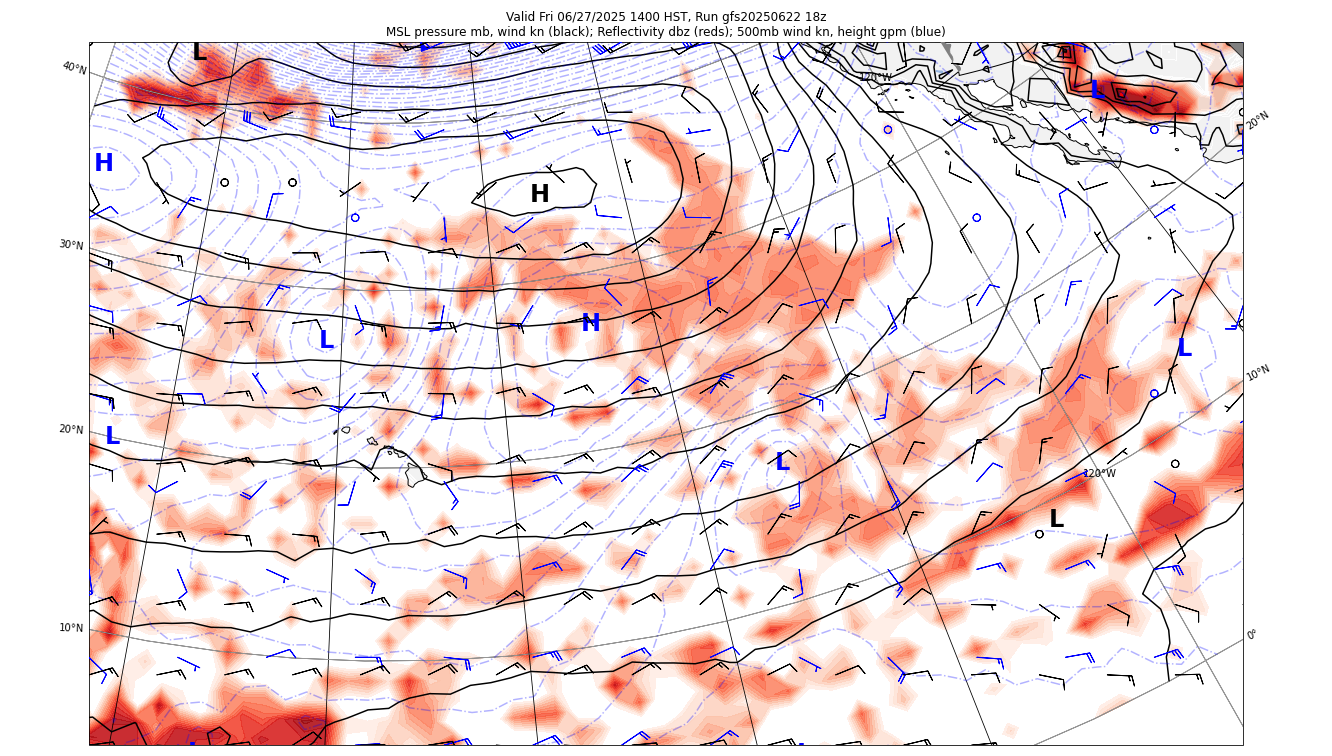 Valid Fri 06/27/2025 1400 HST, Run gfs20250622 18z
MSL pressure mb, wind kn (black); Reflectivity dbz (reds); 500mb wind kn, height gpm (blue)
L
40°N
120°W
L
20°N
H
H
30°N
H
L
L
10°N
20°N
L
L
120°W
L
10°N
0°